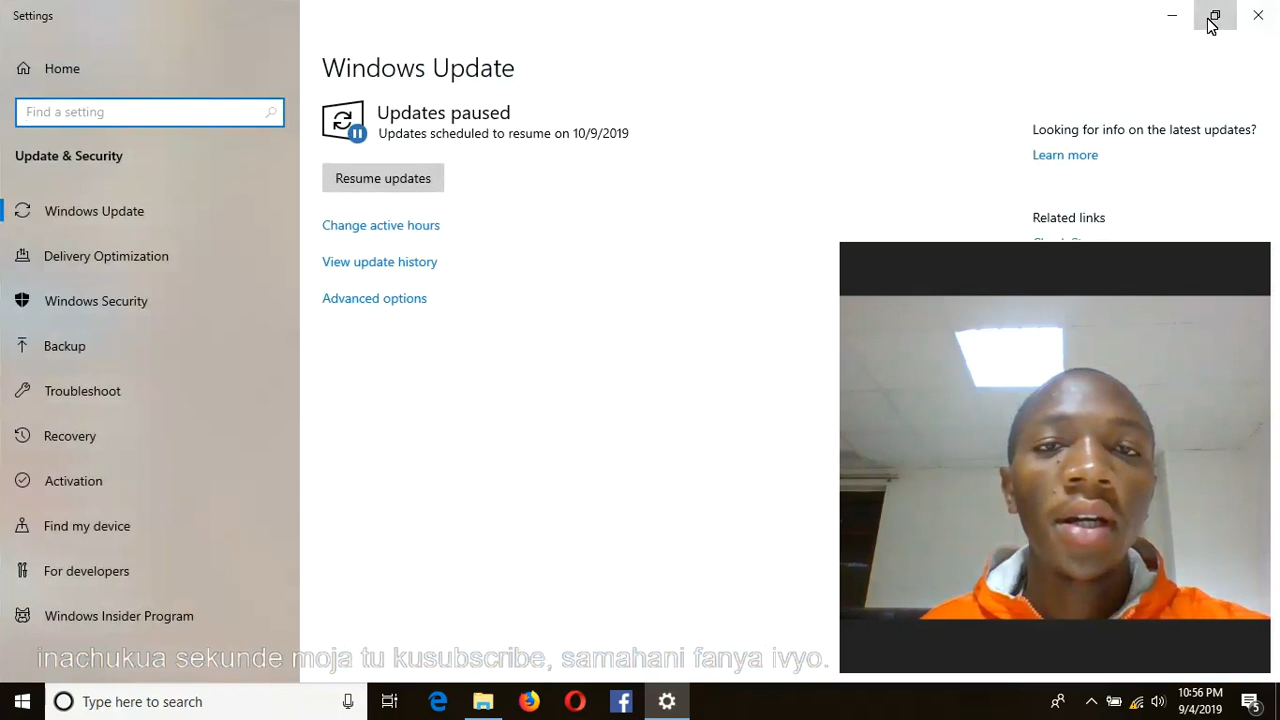 Settings
Home
Find a setting
Update & Security
Windows Update
Delivery Optimization
Windows Security
Backup
Troubleshoot
Recovery
Activation
Find my device
For developers
Windows Insider Program
Windows Update
Updates paused
Updates scheduled to resume on 10/9/2019
Resume updates
Change active hours
View update history
Advanced options
Looking for info on the latest updates?
Learn more
Related links
inachukua sekunde moja tu kusubscribe, samahani fanya ivyo.
Type here to search
10:56 PM
9/4/2019
5